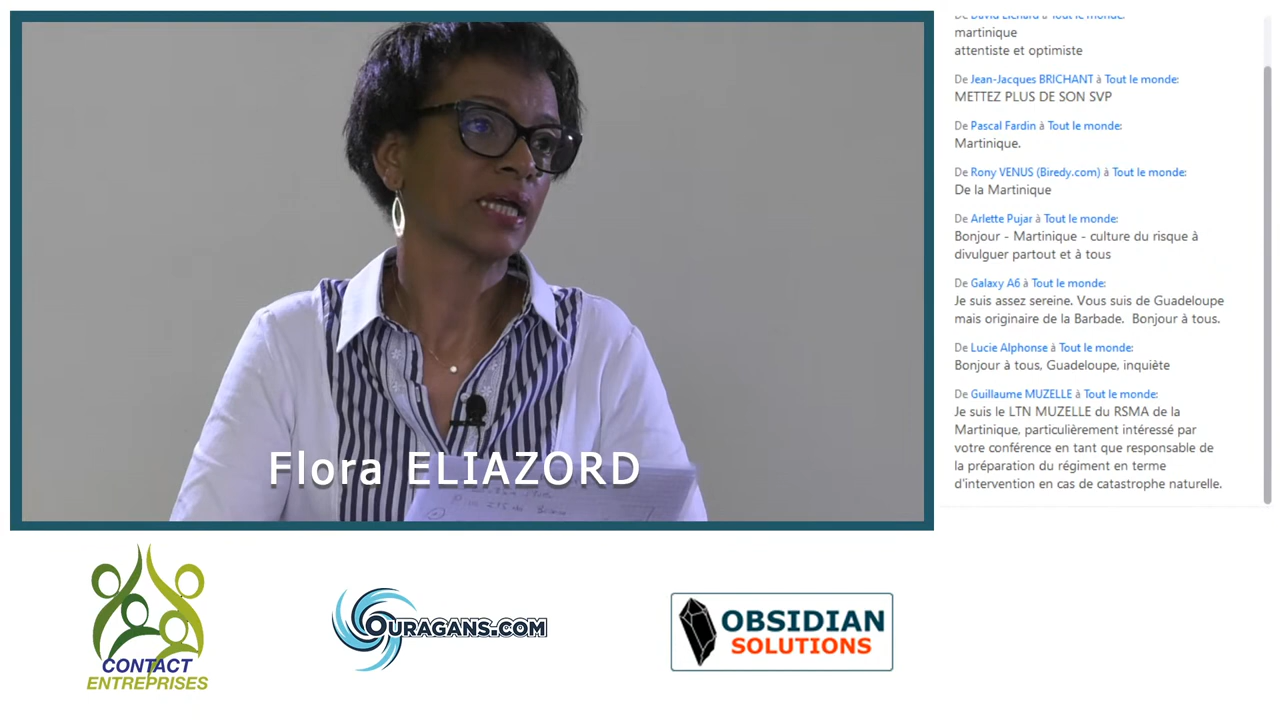 Flora ELIAZORD
De David Lienard à Tout le monde:
martinique
attentiste et optimiste
De Jean-Jacques BRICHANT à Tout le monde:
METTEZ PLUS DE SON SVP
De Pascal Fardin à Tout le monde:
Martinique.
De Rony VENUS (Biredy.com) à Tout le monde:
De la Martinique
De Arlette Pujar à Tout le monde:
Bonjour - Martinique - culture du risque à
divulguer partout et à tous
De Galaxy A6 à Tout le monde:
Je suis assez sereine. Vous suis de Guadeloupe
mais originaire de la Barbade.  Bonjour à tous.
De Lucie Alphonse à Tout le monde:
Bonjour à tous, Guadeloupe, inquiète
De Guillaume MUZELLE à Tout le monde:
Je suis le LTN MUZELLE du RSMA de la
Martinique, particulièrement intéressé par
votre conférence en tant que responsable de
la préparation du régiment en terme
d'intervention en cas de catastrophe naturelle.
CONTACT
ENTREPRISES
OURAGANS.COM
OBSIDIAN
SOLUTIONS